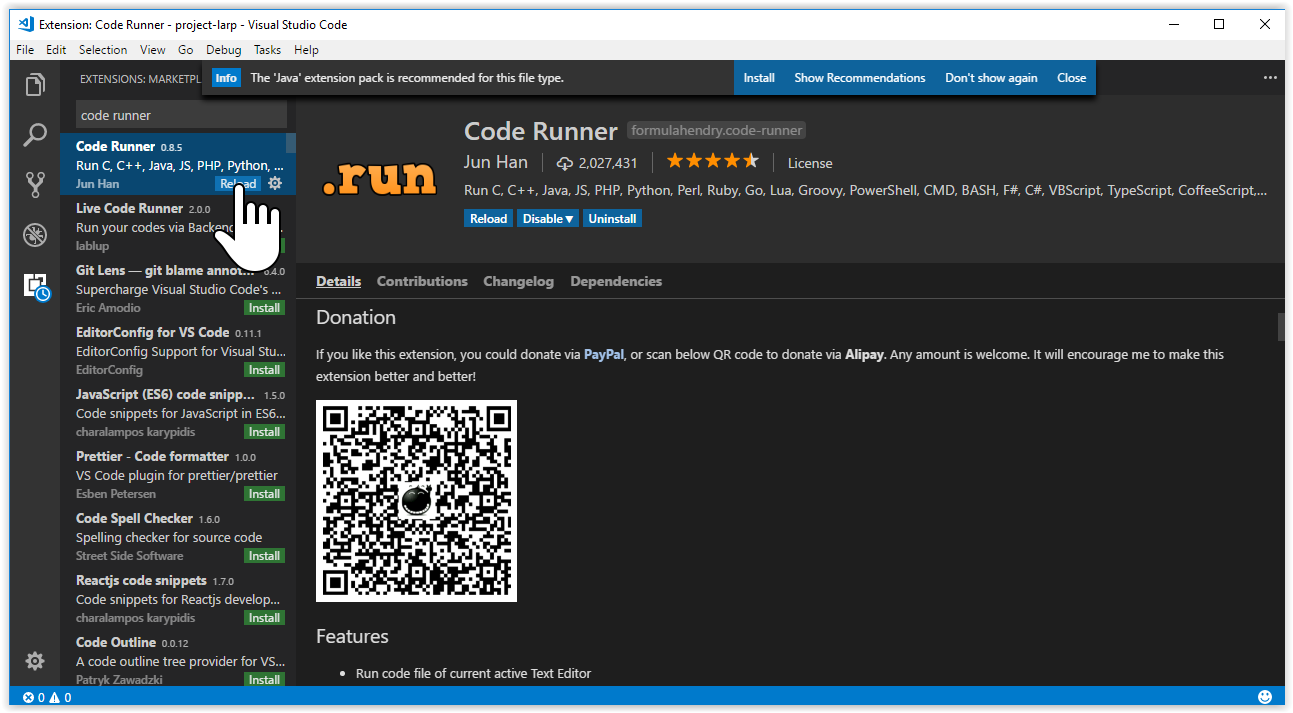 Extension: Code Runner - project-larp - Visual Studio Code
File Edit Selection View Go Debug Tasks Help
EXTENSIONS: MARKETPL
Info The 'Java' extension pack is recommended for this file type. Install Show Recommendations Don't show again Close
code runner
Code Runner 0.8.5
Run C, C++, Java, JS, PHP, Python, ...
Jun Han Reload
Live Code Runner 2.0.0
Run your codes via Backend
lablup
Git Lens — git blame annot... 6.4.0
Supercharge Visual Studio Code's ...
Eric Amodio Install
EditorConfig for VS Code 0.11.1
EditorConfig Support for Visual Stu...
EditorConfig Install
JavaScript (ES6) code snipp... 1.5.0
Code snippets for JavaScript in ES6...
charalampos karypidis Install
Prettier - Code formatter 1.0.0
VS Code plugin for prettier/prettier
Esben Petersen Install
Code Spell Checker 1.6.0
Spelling checker for source code
Street Side Software Install
Reactjs code snippets 1.7.0
Code snippets for Reactjs develop...
charalampos karypidis Install
Code Outline 0.0.12
A code outline tree provider for VS...
Patryk Zawadzki Install
.run
Code Runner formulahendry.code-runner
Jun Han 2,027,431 License
Run C, C++, Java, JS, PHP, Python, Perl, Ruby, Go, Lua, Groovy, PowerShell, CMD, BASH, F#, C#, VBScript, TypeScript, CoffeeScript,...
Reload Disable▼ Uninstall
Details Contributions Changelog Dependencies
Donation
If you like this extension, you could donate via PayPal, or scan below QR code to donate via Alipay. Any amount is welcome. It will encourage me to make this
extension better and better!
Features
• Run code file of current active Text Editor
0 0